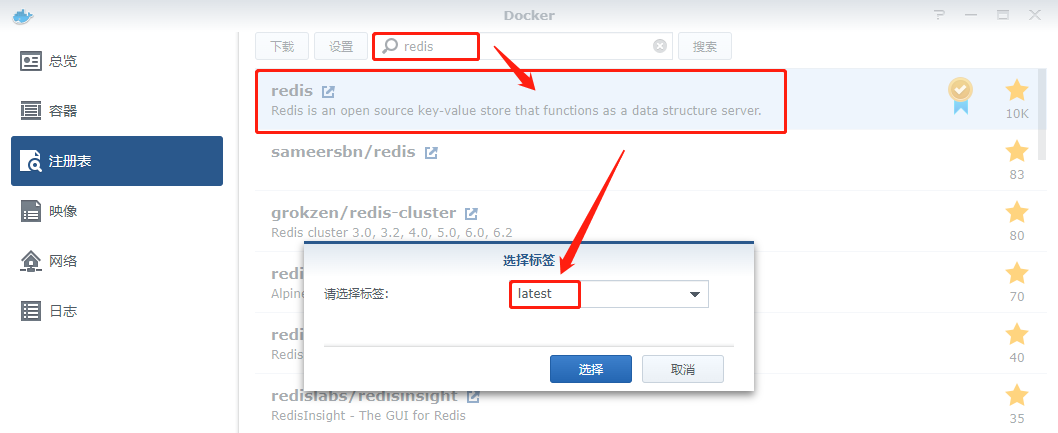 Docker
总览
容器
注册表
映像
网络
日志
下载
设置
redis
搜索
redis
Redis is an open source key-value store that functions as a data structure server.
10K
sameersbn/redis
83
grokzen/redis-cluster
Redis cluster 3.0, 3.2, 4.0, 5.0, 6.0, 6.2
80
redi
Alpine
70
redi
Redis
40
redislabs/redisinsight
RedisInsight - The GUI for Redis
35
选择标签
请选择标签:
latest
选择
取消